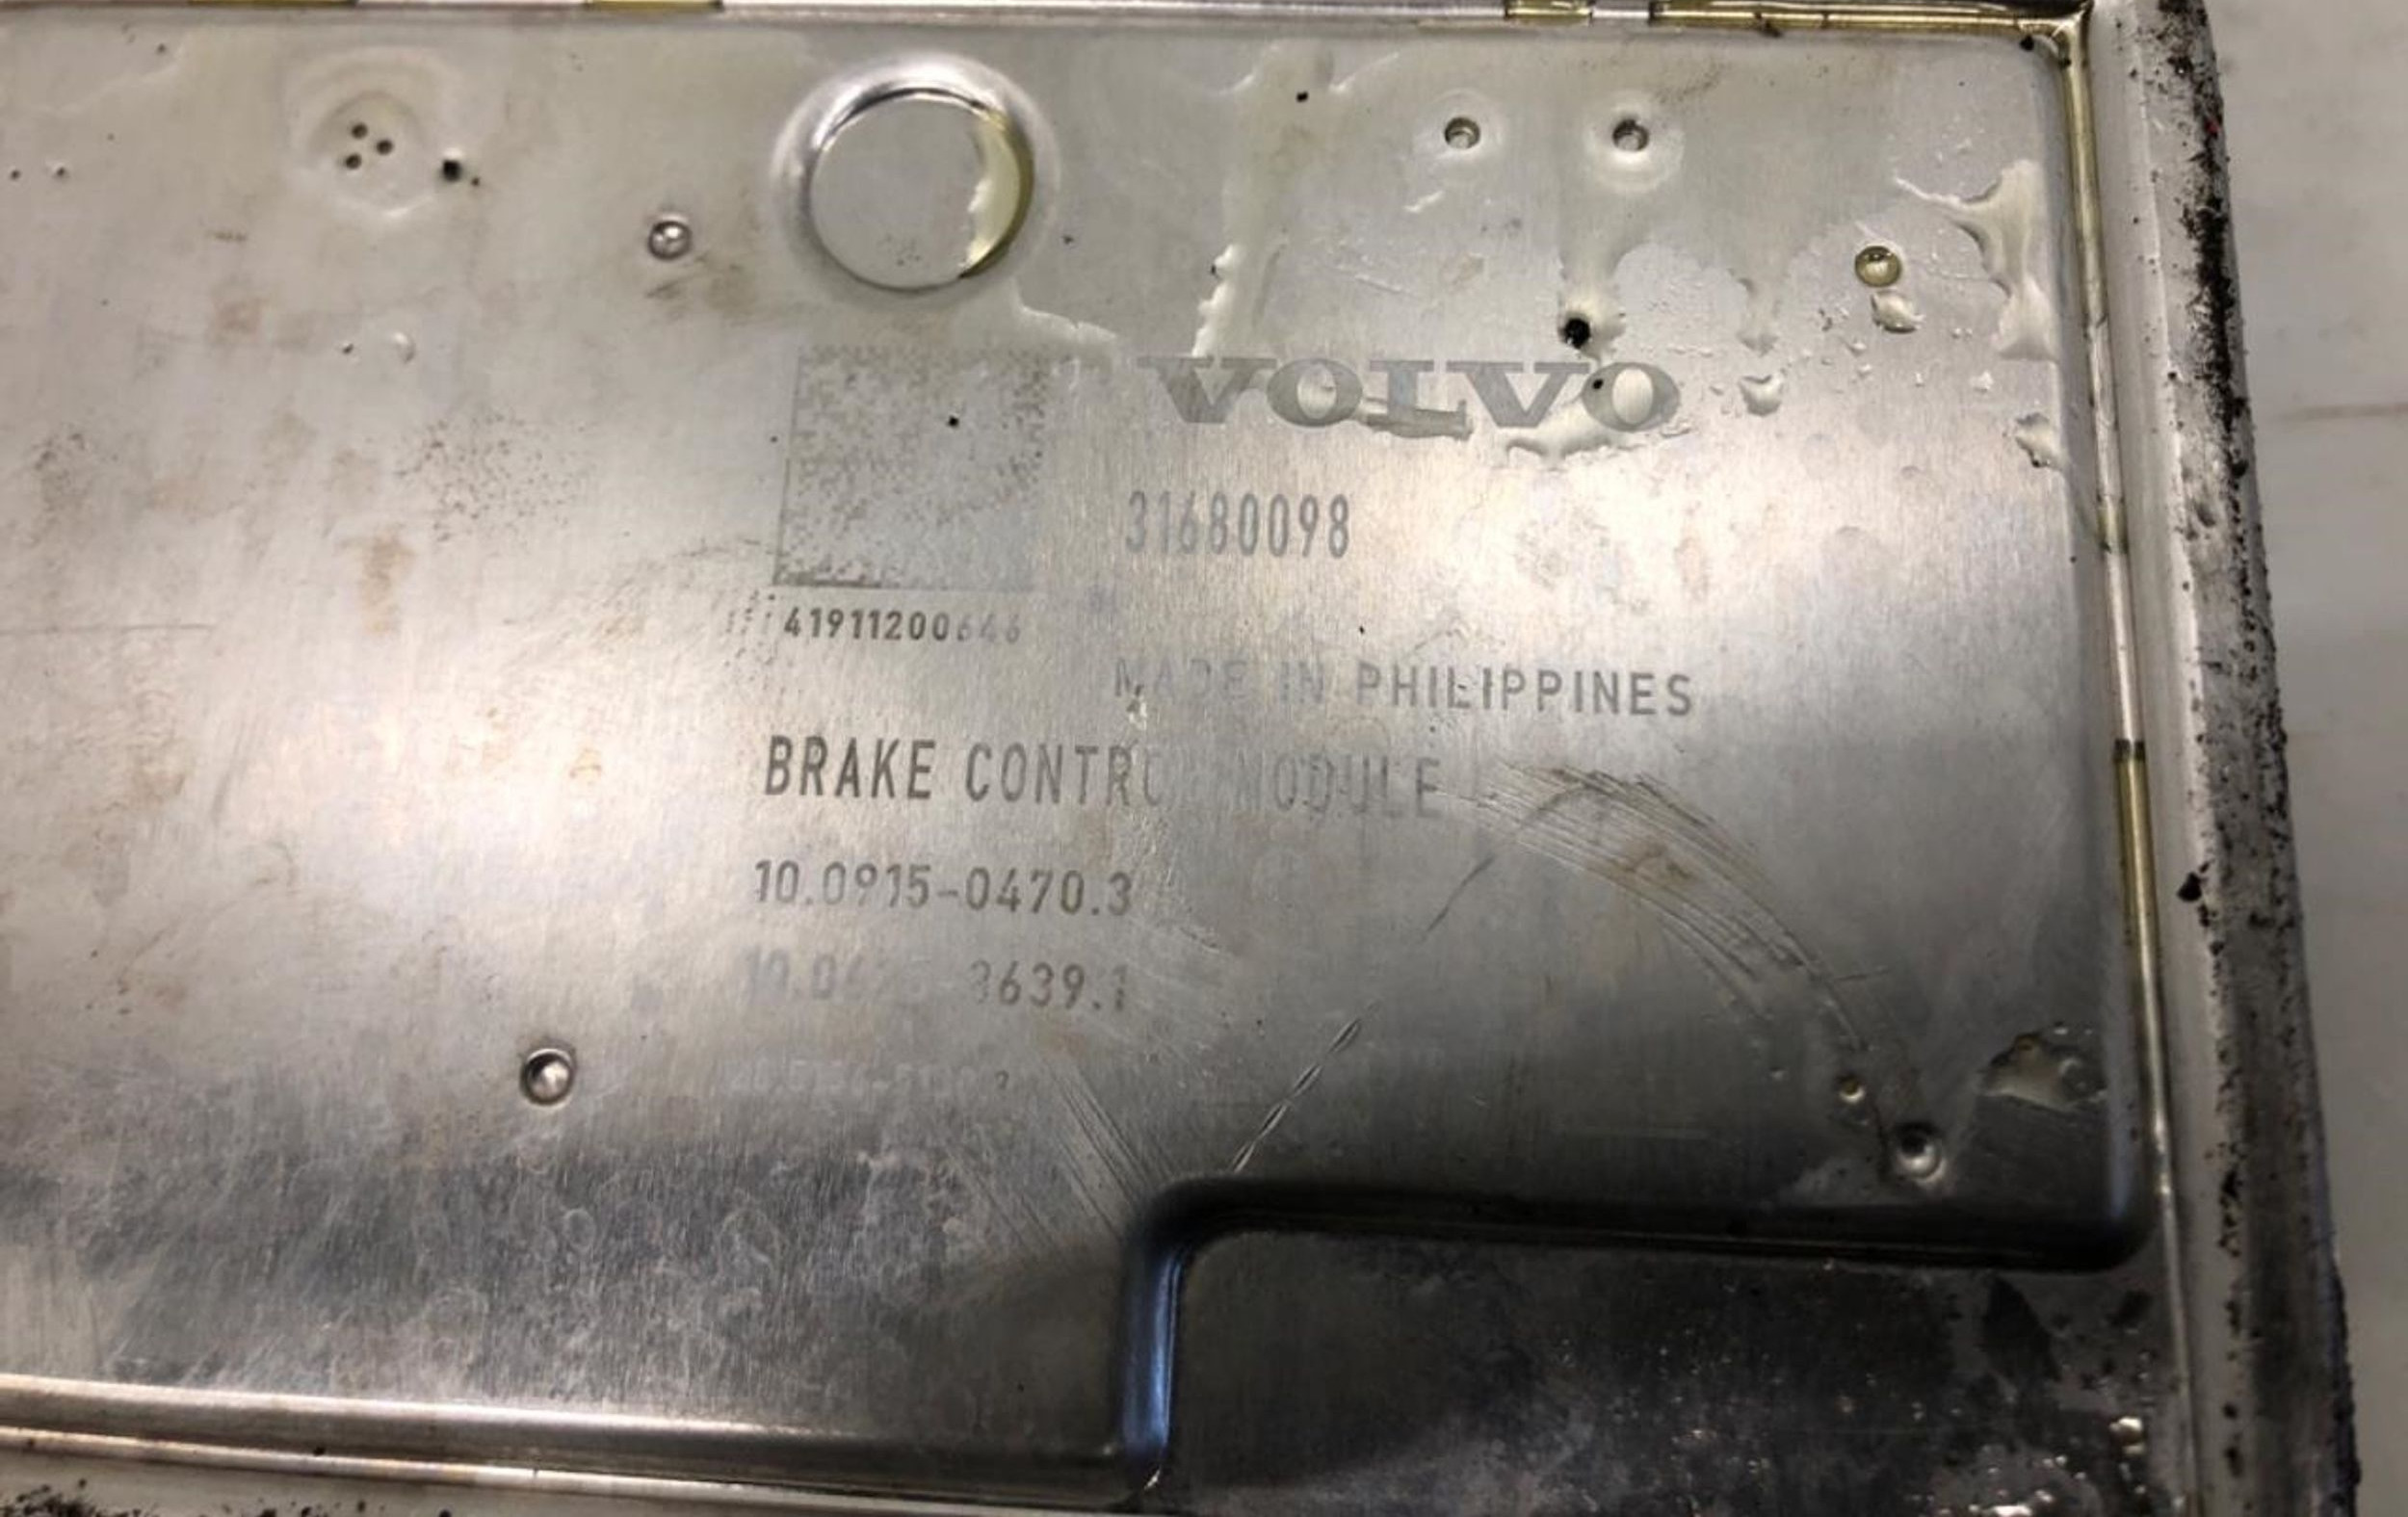 VOLVO
31680098
41911200646
MADE IN PHILIPPINES
BRAKE CONTROL MODULE
10.0915-0470.3